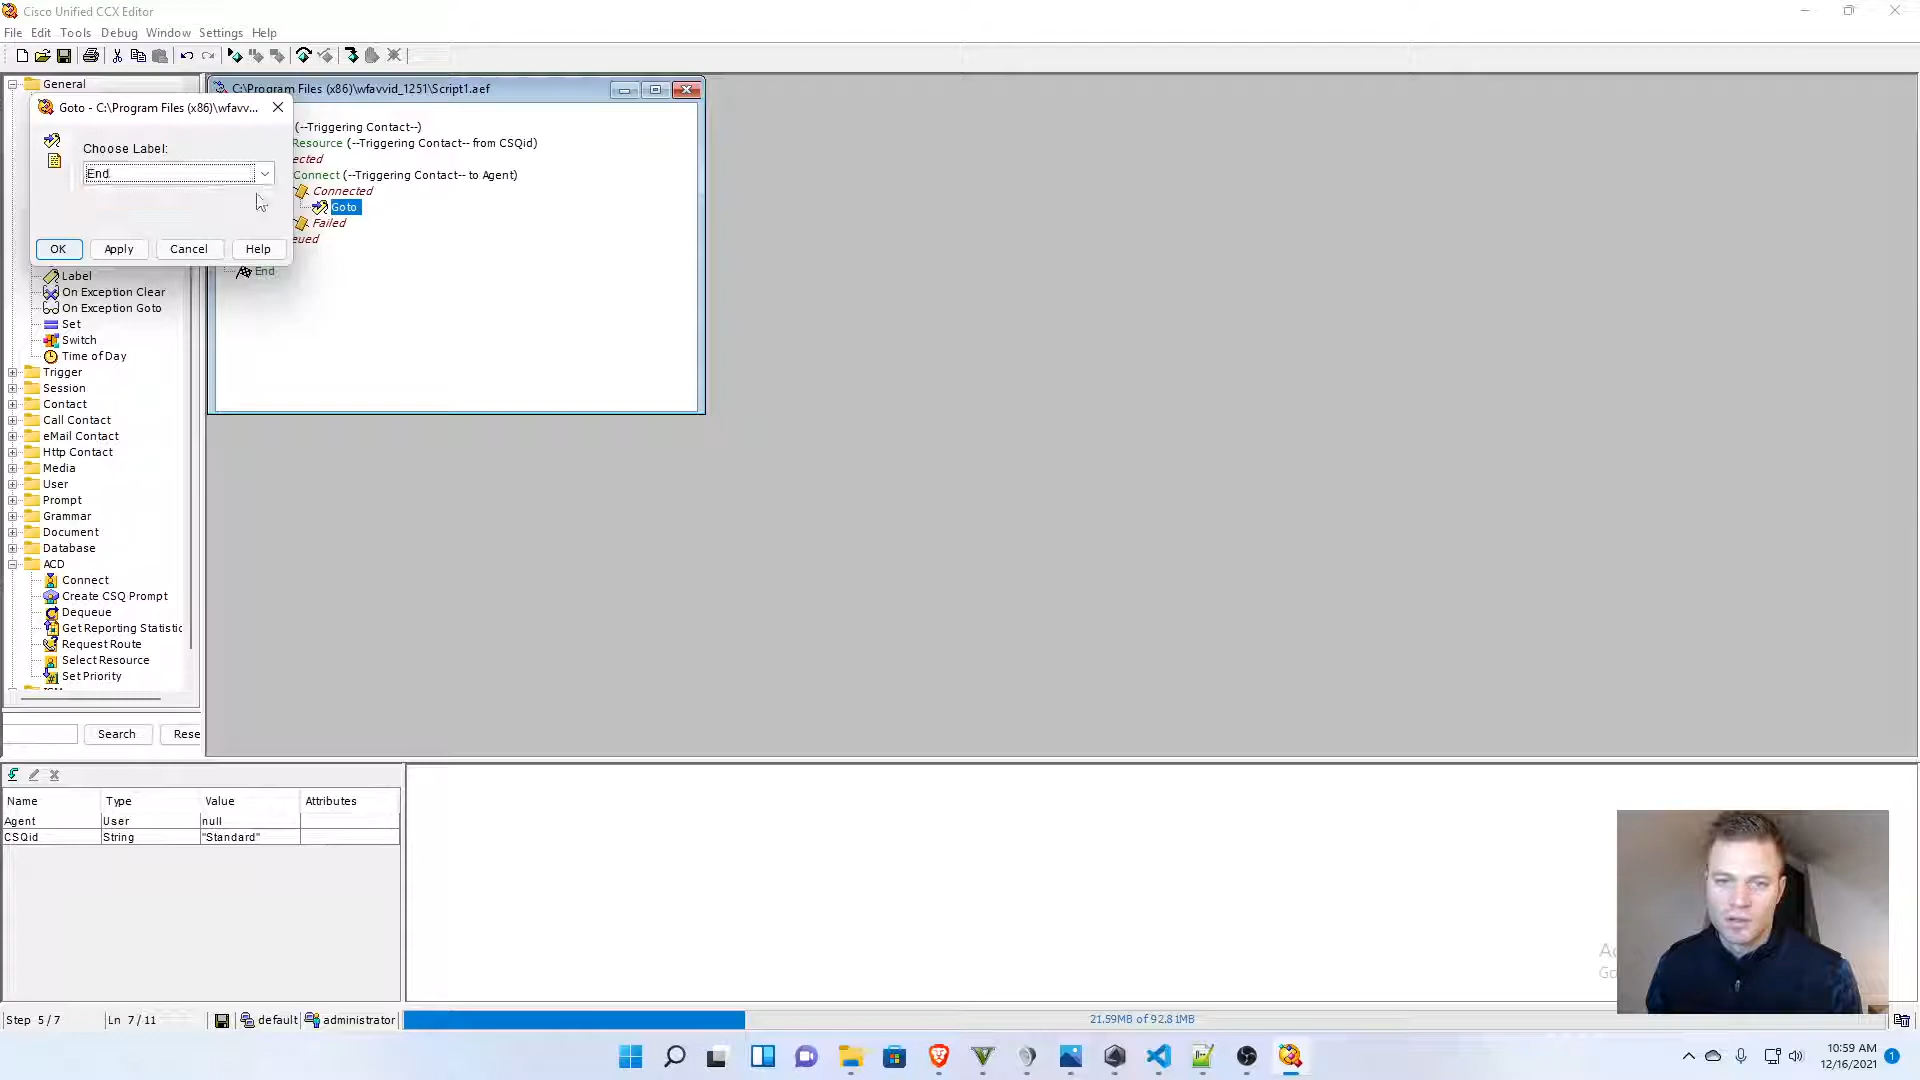 Cisco Unified CCX Editor
File Edit Tools Debug Window Settings Help
General
Goto - C:\Program Files (x86)\wfavv...
Choose Label:
End
OK Apply Cancel Help
Label
On Exception Clear
On Exception Goto
Set
Switch
Time of Day
Trigger
Session
Contact
Call Contact
eMail Contact
Http Contact
Media
User
Prompt
Grammar
Document
Database
ACD
Connect
Create CSQ Prompt
Dequeue
Get Reporting Statistic
Request Route
Select Resource
Set Priority
Search Rese
C:\Program Files (x86)\wfavvid_1251\Script1.aef
(--Triggering Contact--)
Resource (--Triggering Contact-- from CSQid)
ected
Connect (--Triggering Contact-- to Agent)
Connected
Goto
Failed
eued
End
Name Type Value Attributes
Agent User null
CSQid String "Standard"
Step 5/7 Ln 7/11 default administrator 21.59MB of 92.81MB
10:59 AM
12/16/2021 1